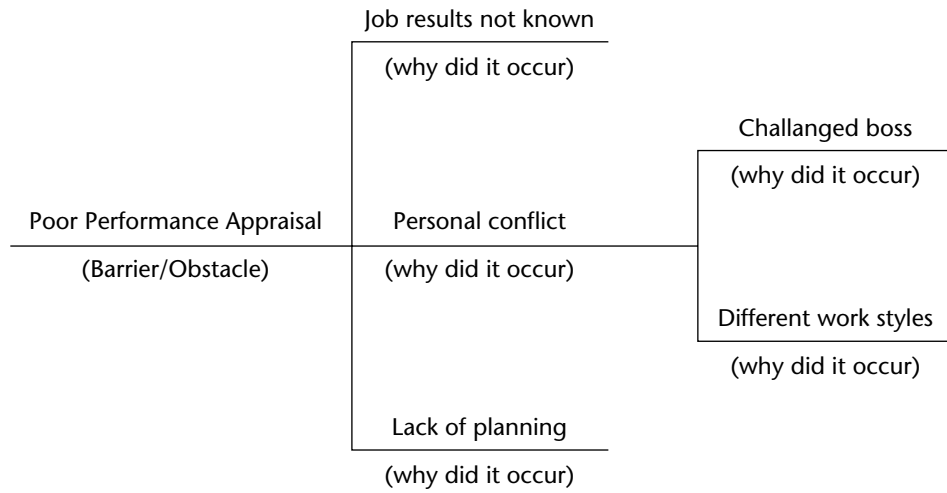 Job results not known
(why did it occur)
Challanged boss
(why did it occur)
Poor Performance Appraisal
(Barrier/Obstacle)
Personal conflict
(why did it occur)
Different work styles
(why did it occur)
Lack of planning
(why did it occur)